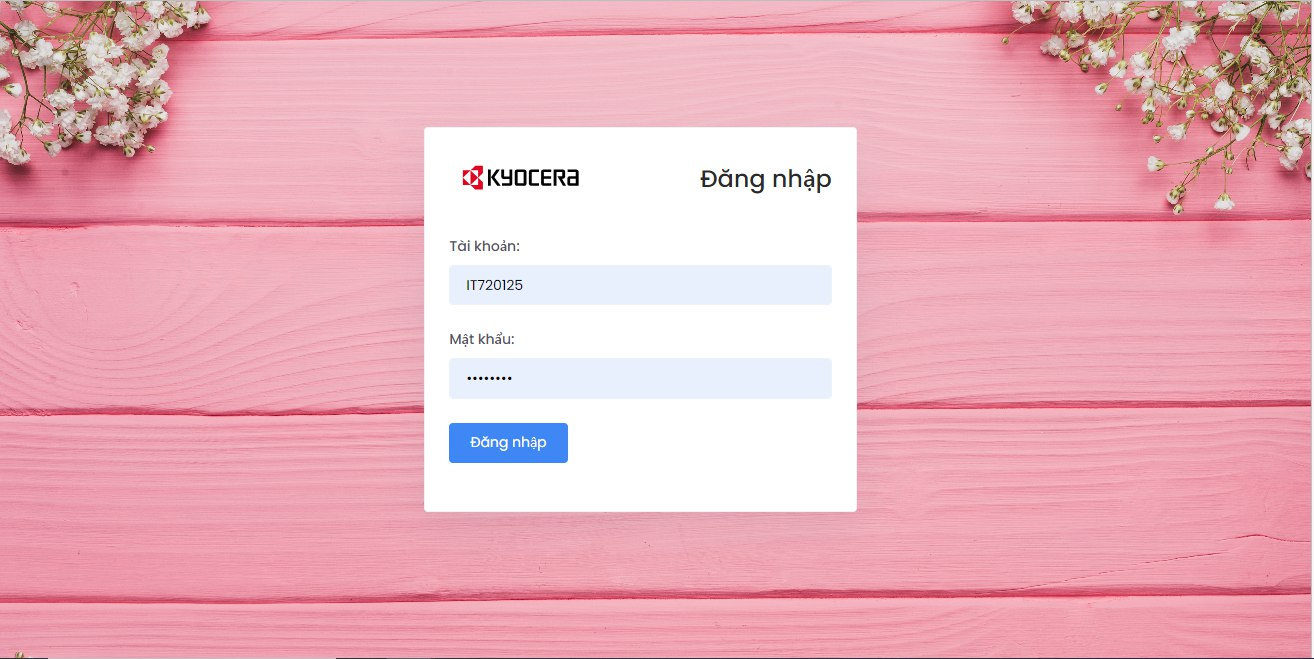 KYOCERA
Đăng nhập
Tài khoản:
IT720125
Mật khẩu:
••••••••
Đăng nhập